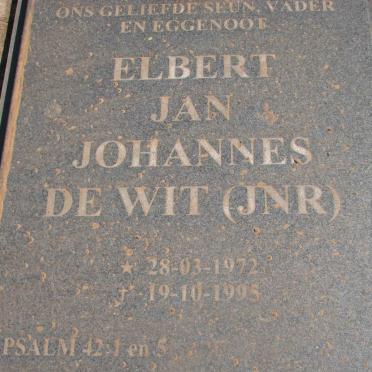 ONS GELIEFDE SEUN, VADER
EN EGGENOOT
ELBERT
JAN
JOHANNES
DE WIT (JNR)
★ 28-03-1972
† 19-10-1995
PSALM 42-1 en 5